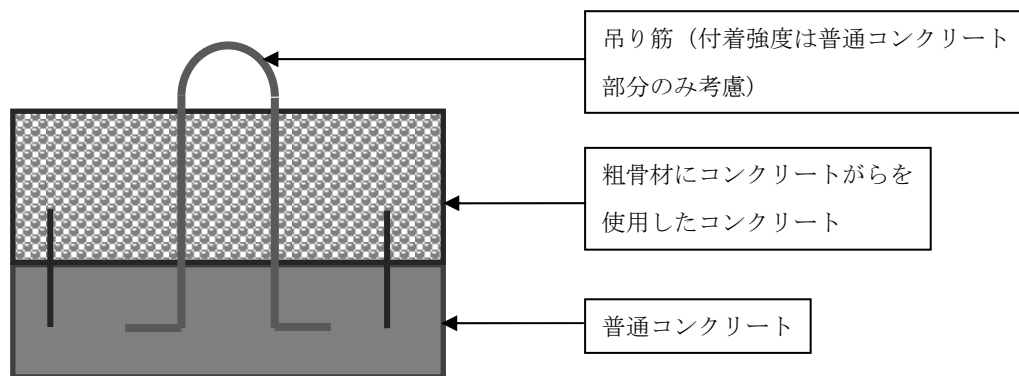 吊り筋（付着強度は普通コンクリート
部分のみ考慮）
粗骨材にコンクリートがらを
使用したコンクリート
普通コンクリート